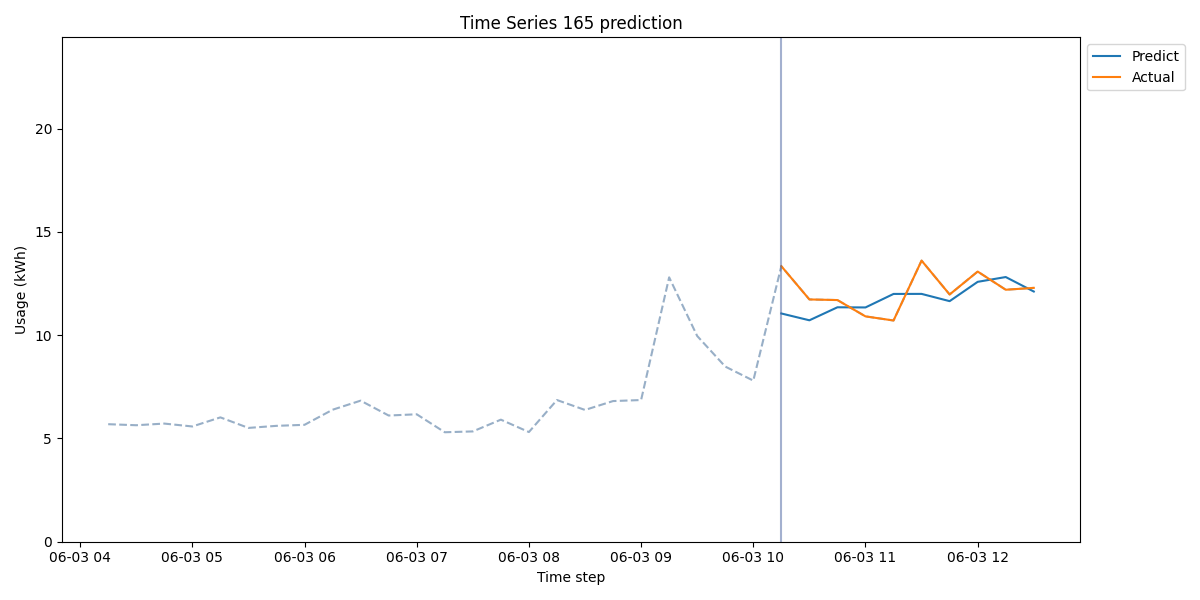 Time Series 165 prediction
Predict
Actual
20
15
10
5
0
Usage (kWh)
06-03 04 06-03 05 06-03 06 06-03 07 06-03 08 06-03 09 06-03 10 06-03 11 06-03 12
Time step